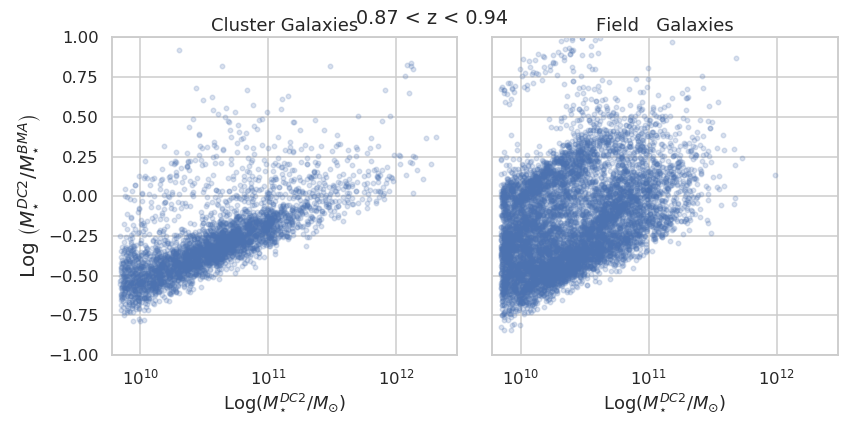 0.87 < z < 0.94
Cluster Galaxies
Field Galaxies
Log (M⋆^DC2/M⋆^BMA)
1.00
0.75
0.50
0.25
0.00
−0.25
−0.50
−0.75
−1.00
10^10 10^11 10^12
10^10 10^11 10^12
Log(M⋆^DC2/M⊙)
Log(M⋆^DC2/M⊙)